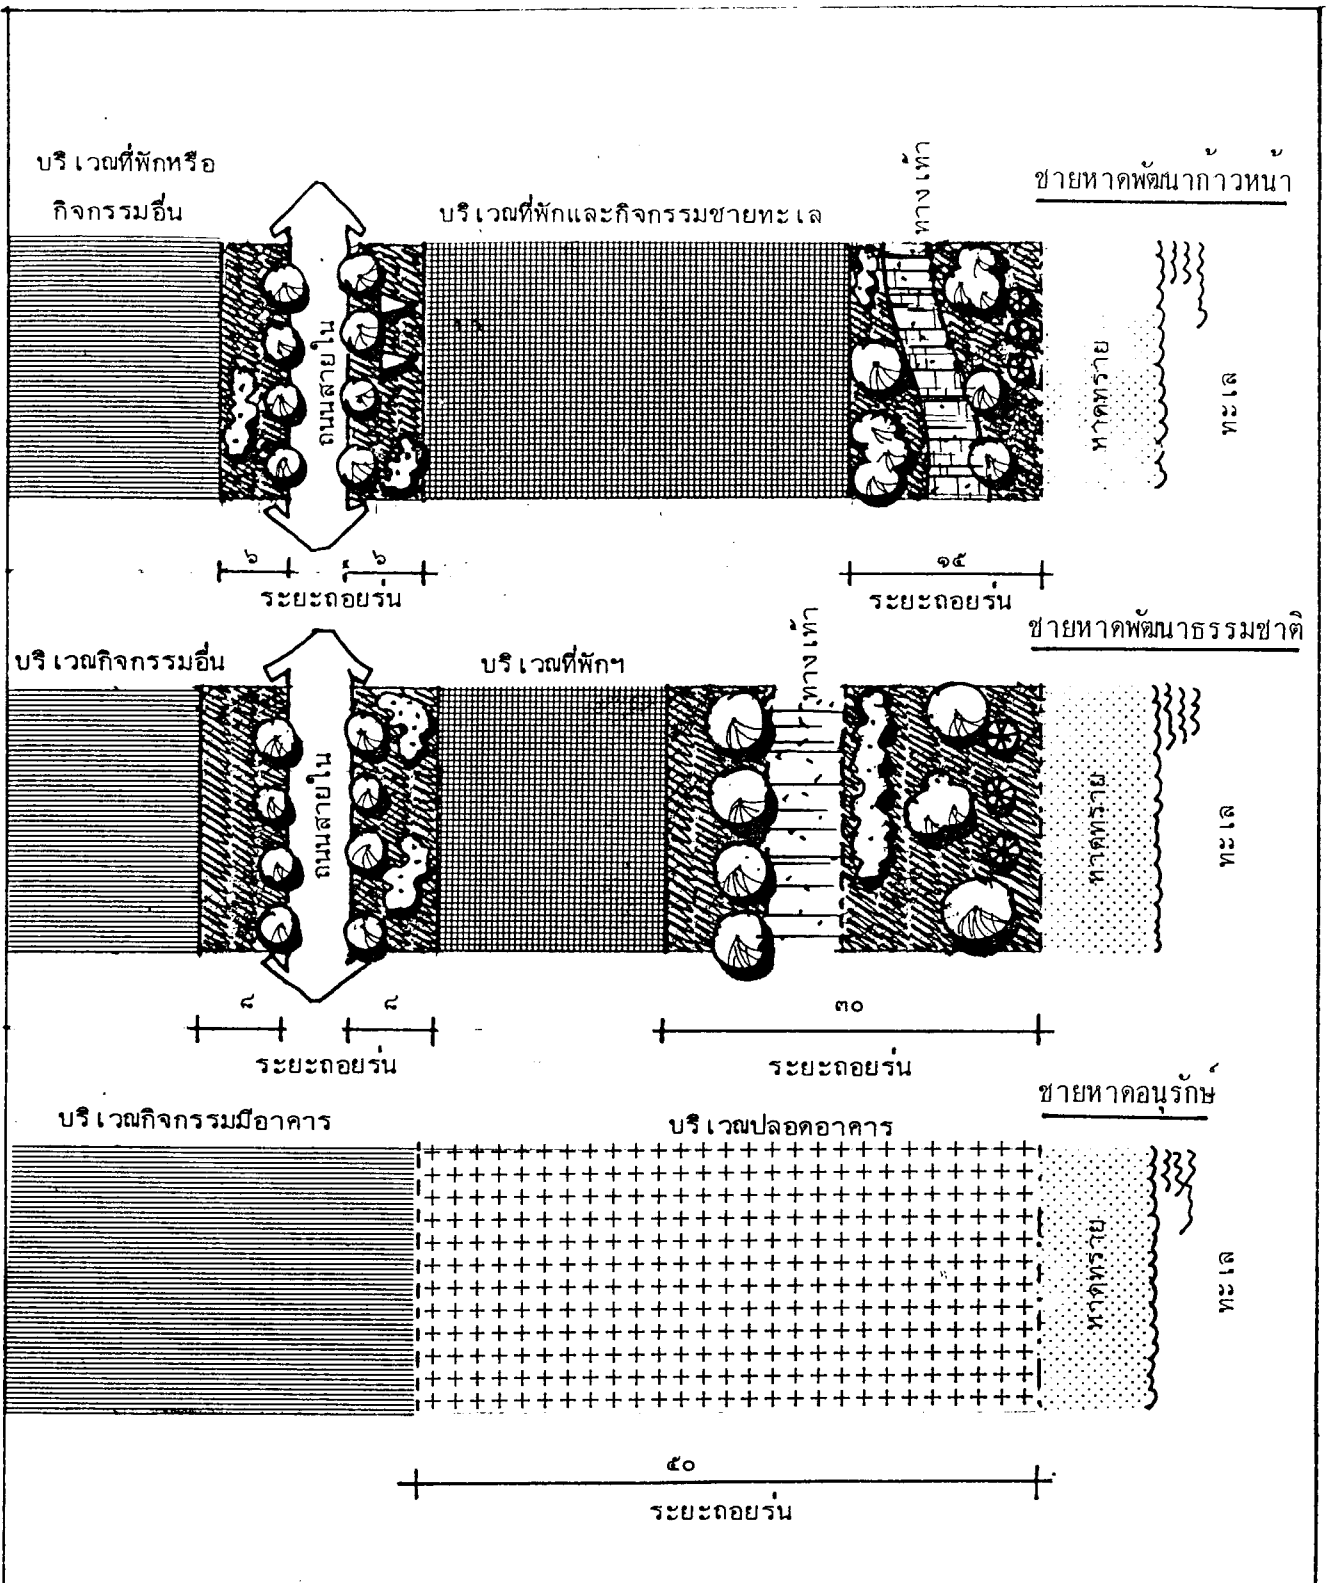 บริเวณที่พักหรือ
กิจกรรมอื่น
บริเวณที่พักและกิจกรรมชายทะเล
ทางเท้า
ชายหาดพัฒนาก้าวหน้า
ถนนสายใน
หาดทราย
ทะเล
๖
๖
๑๕
ระยะถอยร่น
ระยะถอยร่น
ชายหาดพัฒนาธรรมชาติ
บริเวณกิจกรรมอื่น
บริเวณที่พักฯ
ทางเท้า
ถนนสายใน
หาดทราย
ทะเล
๘
๘
๓๐
ระยะถอยร่น
ระยะถอยร่น
ชายหาดอนุรักษ์
บริเวณกิจกรรมมีอาคาร
บริเวณปลอดอาคาร
หาดทราย
ทะเล
๕๐
ระยะถอยร่น